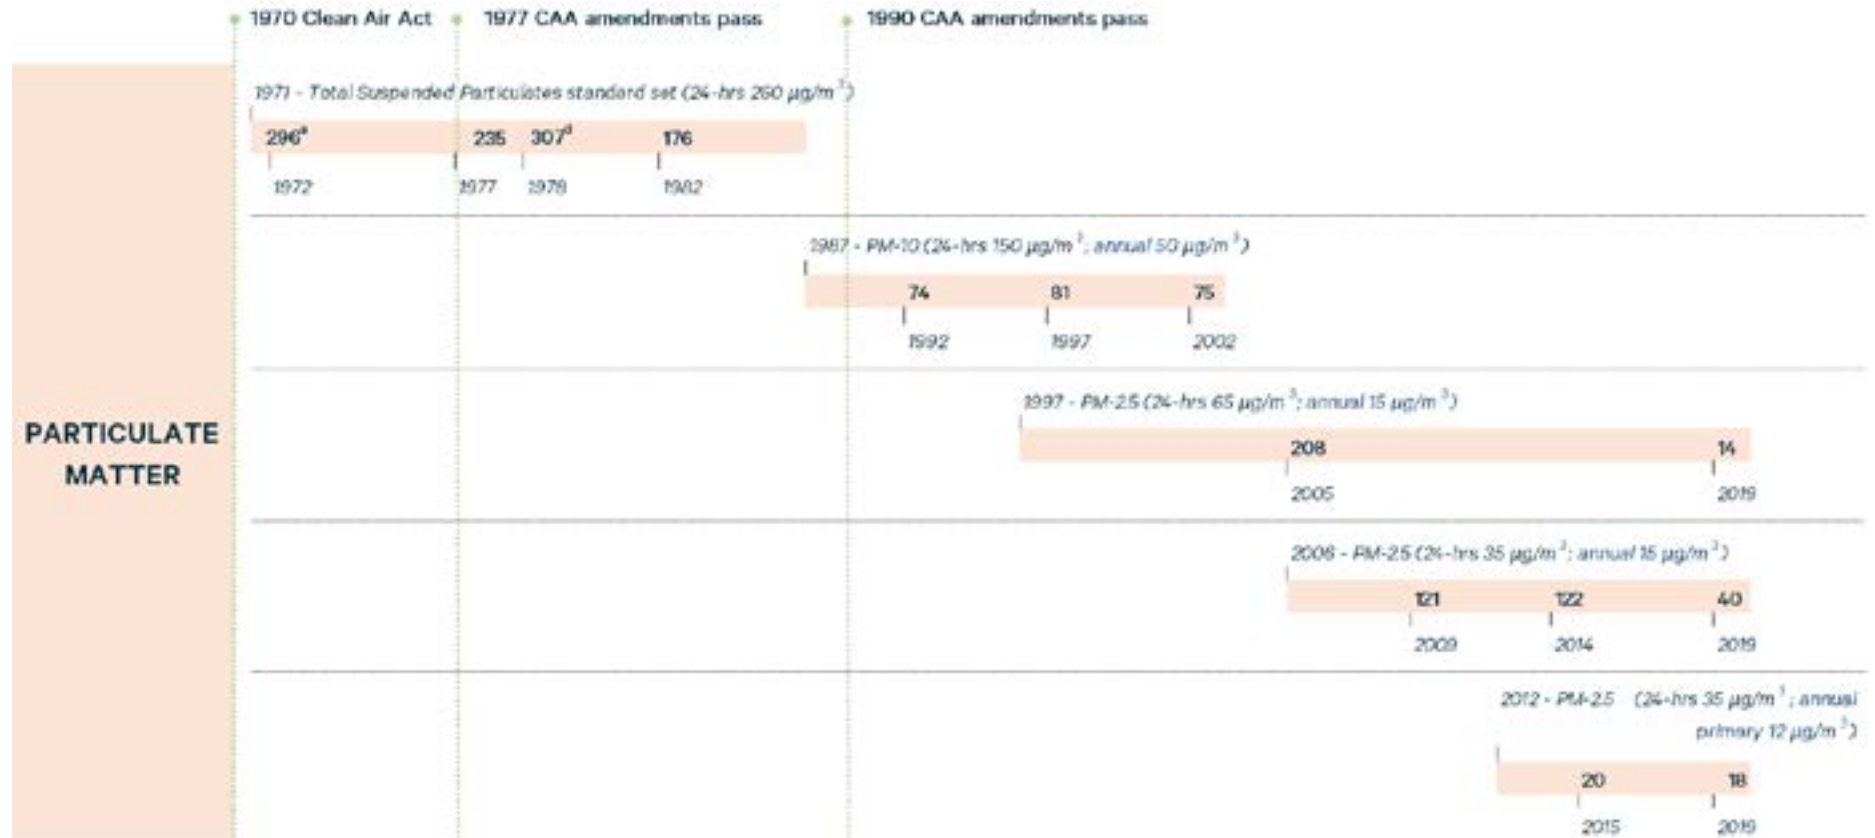 1970 Clean Air Act
1977 CAA amendments pass
1990 CAA amendments pass
1971 - Total Suspended Particulates standard set (24-hrs 260 µg/m³)
296ᵃ 235 307ᵈ 176
1972 1977 1978 1982
1987 - PM-10 (24-hrs 150 µg/m³; annual 50 µg/m³)
74 81 75
1992 1997 2002
1997 - PM-2.5 (24-hrs 65 µg/m³; annual 15 µg/m³)
PARTICULATE
MATTER
208 14
2005 2019
2006 - PM-2.5 (24-hrs 35 µg/m³; annual 15 µg/m³)
121 122 40
2009 2014 2019
2012 - PM-2.5 (24-hrs 35 µg/m³; annual
primary 12 µg/m³)
20 18
2015 2019